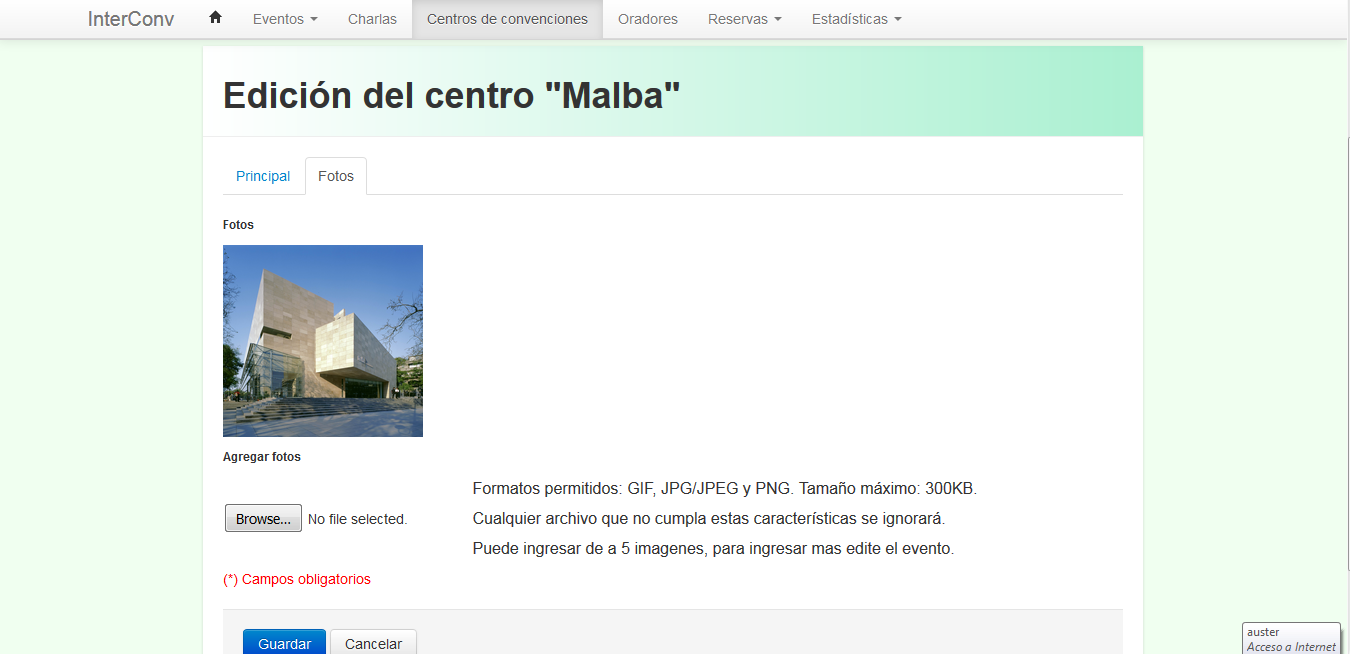 InterConv Eventos Charlas Centros de convenciones Oradores Reservas Estadísticas
Edición del centro "Malba"
Principal Fotos
Fotos
Agregar fotos
Formatos permitidos: GIF, JPG/JPEG y PNG. Tamaño máximo: 300KB.
Browse... No file selected. Cualquier archivo que no cumpla estas características se ignorará.
Puede ingresar de a 5 imagenes, para ingresar mas edite el evento.
(*) Campos obligatorios
Guardar Cancelar
auster
Acceso a Internet